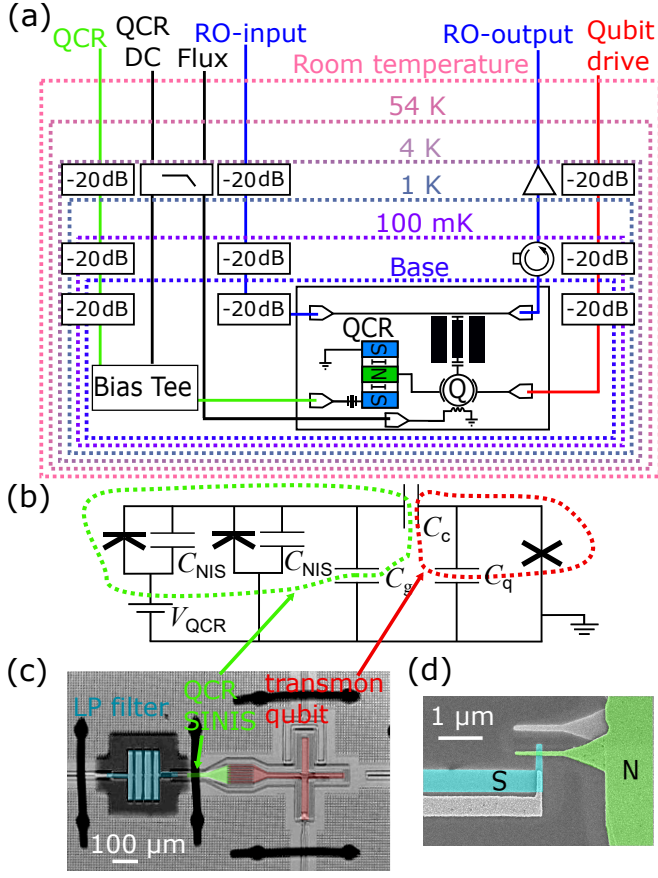 (a)
QCR
QCR
DC
Flux
RO-input
RO-output
Qubit
drive
Room temperature
54 K
4 K
-20dB
-20dB
-20dB
1 K
100 mK
-20dB
-20dB
-20dB
Base
-20dB
-20dB
-20dB
QCR
S
I
N
I
S
Q
Bias Tee
(b)
C_NIS
C_NIS
C_c
C_g
C_q
V_QCR
(c)
LP filter
QCR
SINIS
transmon
qubit
100 µm
(d)
1 µm
S
N